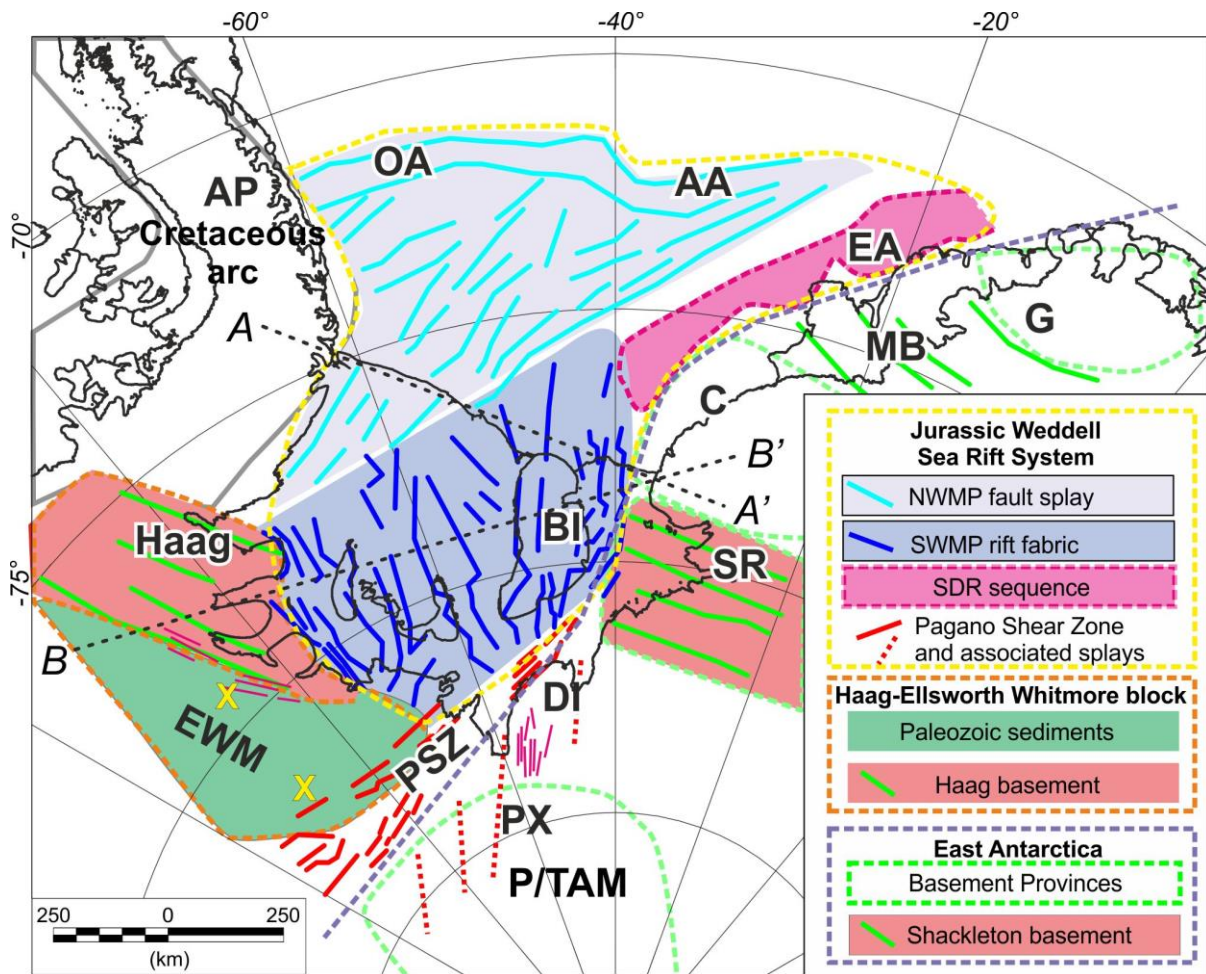 -60°
-40°
-20°
-70°
-75°
OA
AA
AP
Cretaceous
arc
EA
G
MB
A
C
B'
A'
Haag
BI
SR
B
X
EWM
DI
PSZ
X
PX
P/TAM
250 0 250
(km)
Jurassic Weddell
Sea Rift System
NWMP fault splay
SWMP rift fabric
SDR sequence
Pagano Shear Zone
and associated splays
Haag-Ellsworth Whitmore block
Paleozoic sediments
Haag basement
East Antarctica
Basement Provinces
Shackleton basement